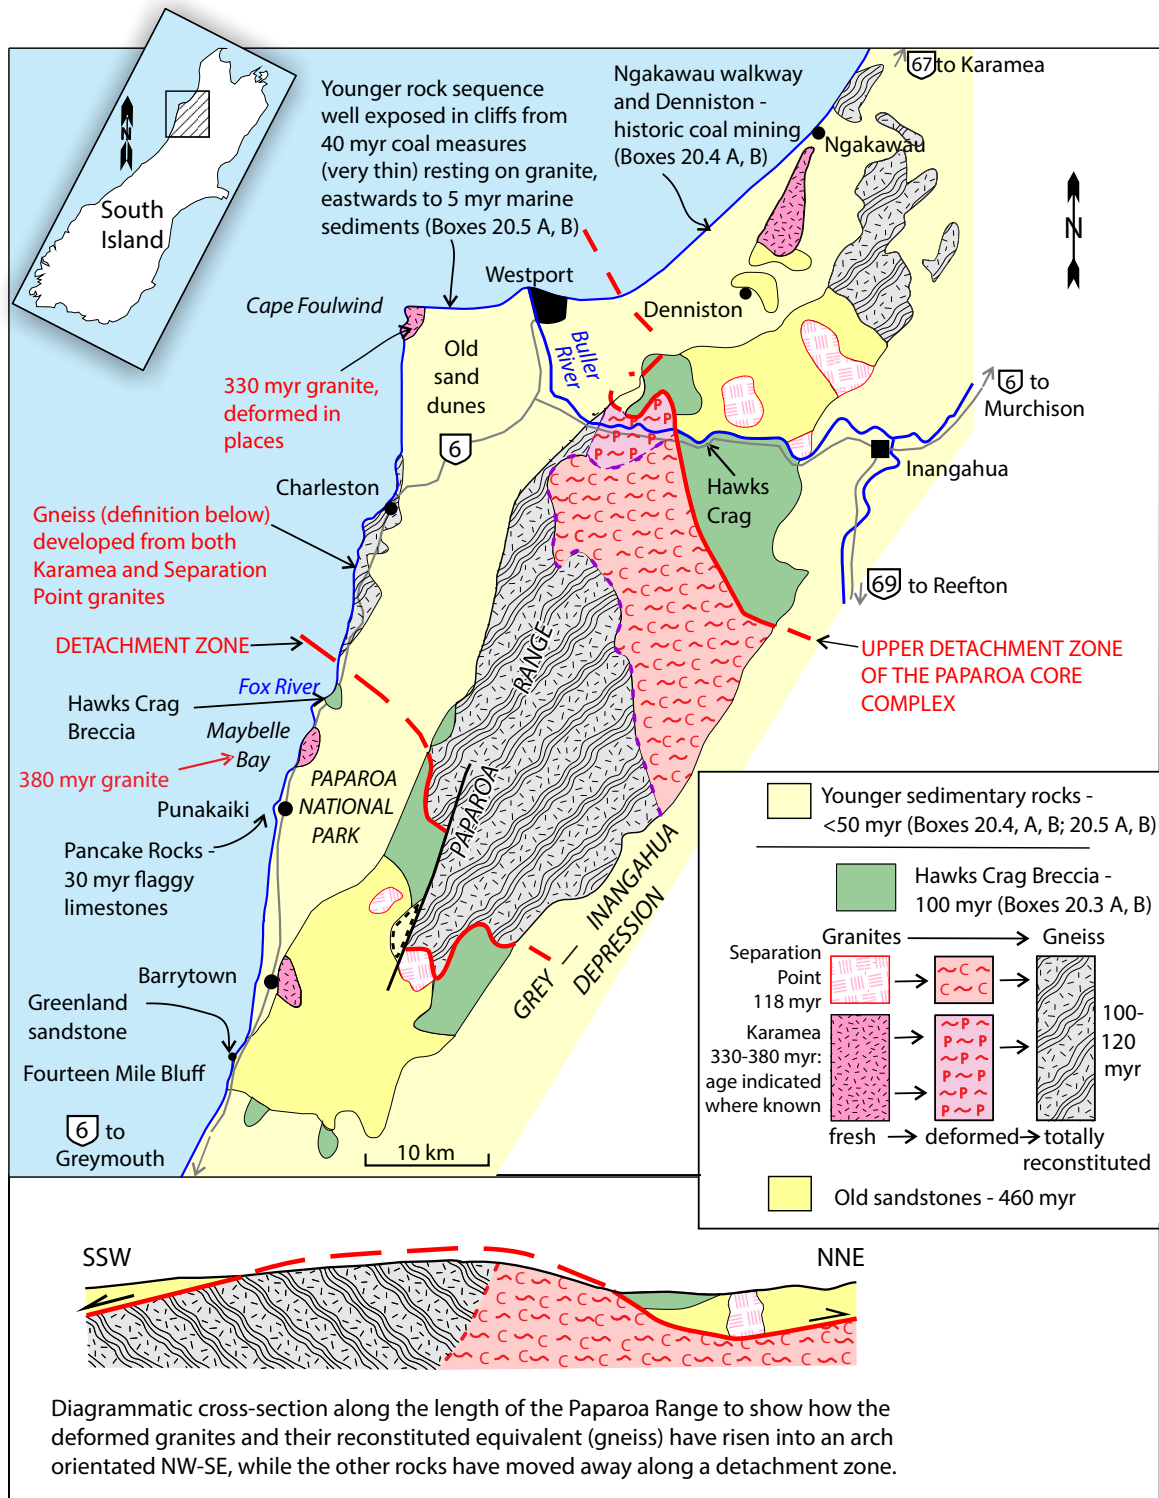 N
South
Island
Younger rock sequence
well exposed in cliffs from
40 myr coal measures
(very thin) resting on granite,
eastwards to 5 myr marine
sediments (Boxes 20.5 A, B)
Ngakawau walkway
and Denniston -
historic coal mining
(Boxes 20.4 A, B)
67 to Karamea
Ngakawau
N
Westport
Cape Foulwind
Denniston
Buller
River
Old
sand
dunes
330 myr granite,
deformed in
places
6
6 to
Murchison
Inangahua
Hawks
Crag
Charleston
Gneiss (definition below)
developed from both
Karamea and Separation
Point granites
69 to Reefton
DETACHMENT ZONE
UPPER DETACHMENT ZONE
OF THE PAPAROA CORE
COMPLEX
Fox River
Hawks Crag
Breccia
Maybelle
Bay
380 myr granite
PAPAROA
NATIONAL
PARK
PAPAROA RANGE
Punakaiki
Pancake Rocks -
30 myr flaggy
limestones
GREY — INANGAHUA
DEPRESSION
Barrytown
Greenland
sandstone
Fourteen Mile Bluff
6 to
Greymouth
10 km
Younger sedimentary rocks -
<50 myr (Boxes 20.4, A, B; 20.5 A, B)
Hawks Crag Breccia -
100 myr (Boxes 20.3 A, B)
Granites Gneiss
Separation
Point
118 myr
~ C ~
C ~ C
Karamea
330-380 myr:
age indicated
where known
~ P ~
P ~ P
~ P ~
P ~ P
~ P ~
P ~ P
100-
120
myr
fresh deformed totally
reconstituted
Old sandstones - 460 myr
SSW
NNE
Diagrammatic cross-section along the length of the Paparoa Range to show how the
deformed granites and their reconstituted equivalent (gneiss) have risen into an arch
orientated NW-SE, while the other rocks have moved away along a detachment zone.